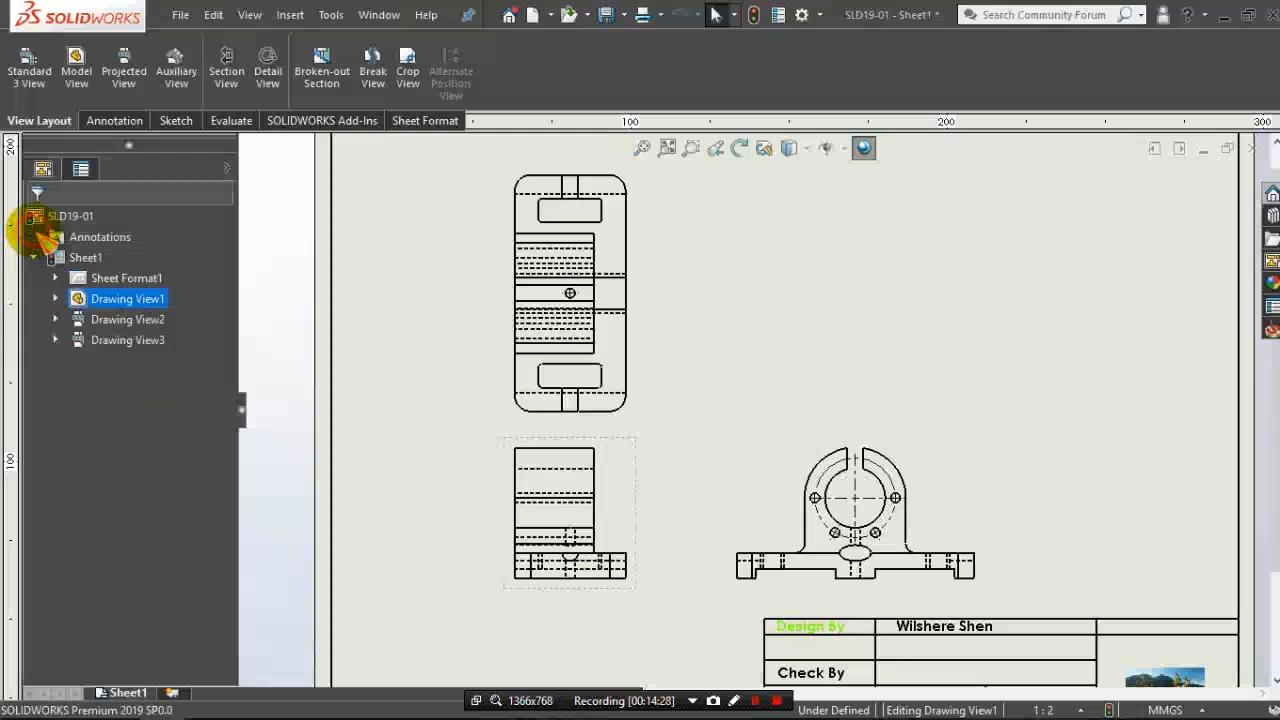 SOLIDWORKS
File Edit View Insert Tools Window Help
SLD19-01 - Sheet1 *
Search Community Forum
Standard 3 View
Model View
Projected View
Auxiliary View
Section View
Detail View
Broken-out Section
Break View
Crop View
Alternate Position View
View Layout Annotation Sketch Evaluate SOLIDWORKS Add-Ins Sheet Format
100 200 300
200
100
SLD19-01
Annotations
Sheet1
Sheet Format1
Drawing View1
Drawing View2
Drawing View3
Design By Wilshere Shen
Check By
Sheet1
1366x768 Recording [00:14:28]
SOLIDWORKS Premium 2019 SP0.0 Under Defined Editing Drawing View1 1 : 2 MMGS